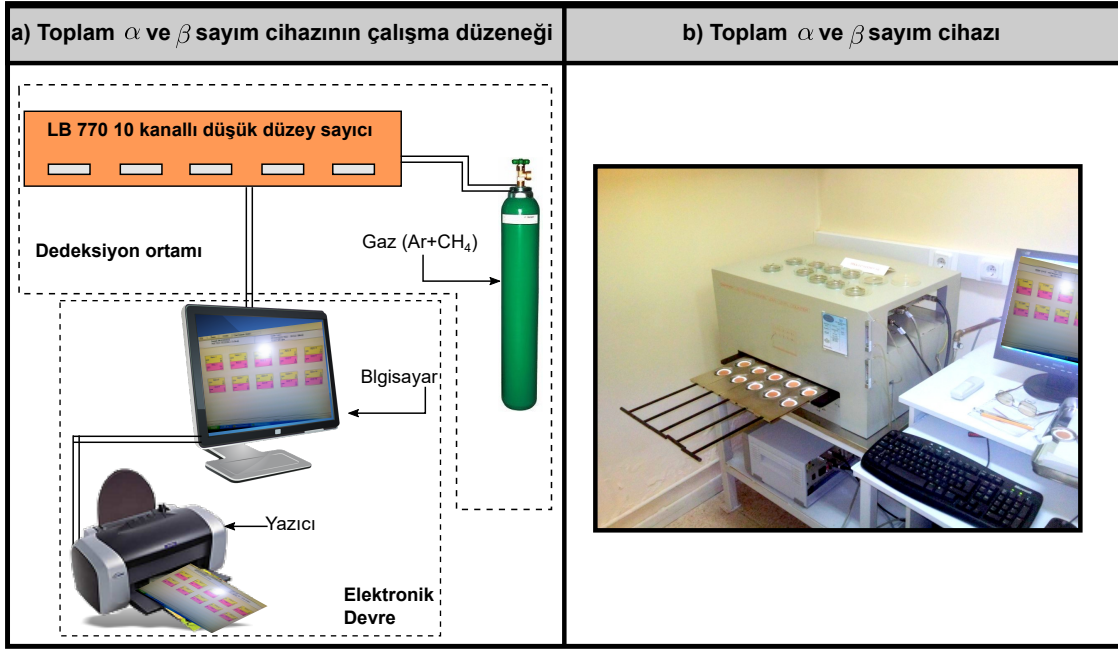 a) Toplam α ve β sayım cihazının çalışma düzeneği
b) Toplam α ve β sayım cihazı
LB 770 10 kanallı düşük düzey sayıcı
Dedeksiyon ortamı
Gaz (Ar+CH₄)
Blgisayar
Yazıcı
Elektronik
Devre